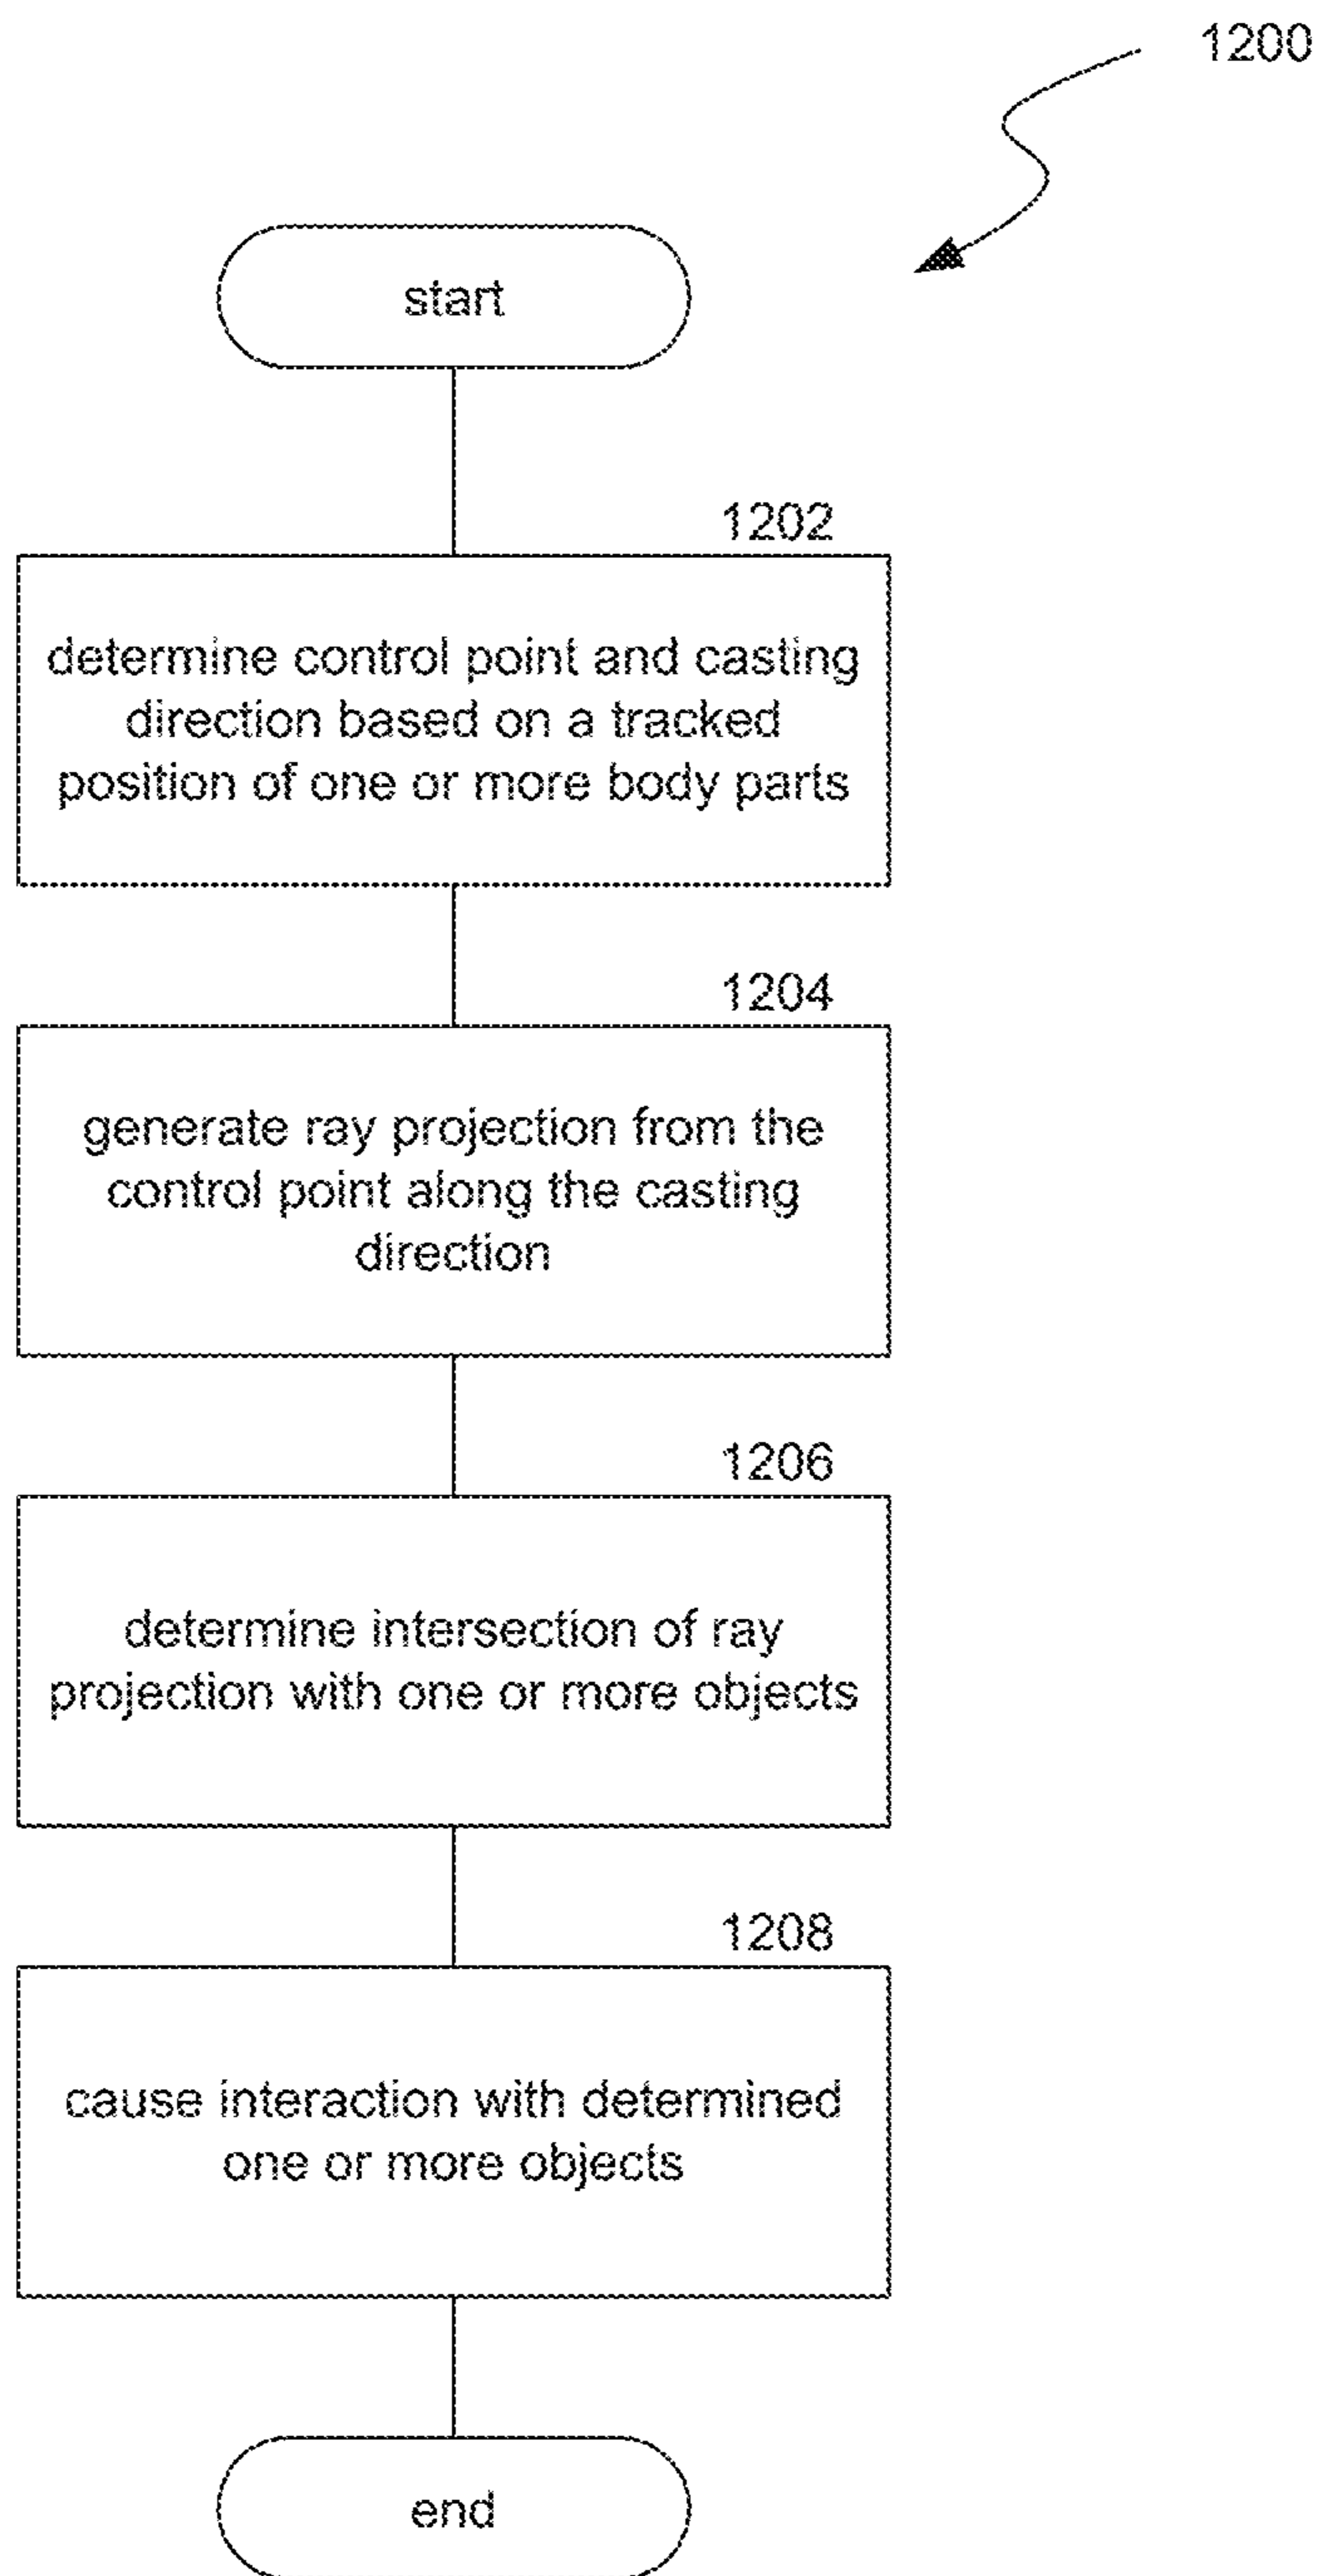 1200
start
1202
determine control point and casting
direction based on a tracked
position of one or more body parts
1204
generate ray projection from the
control point along the casting
direction
1206
determine intersection of ray
projection with one or more objects
1208
cause interaction with determined
one or more objects
end